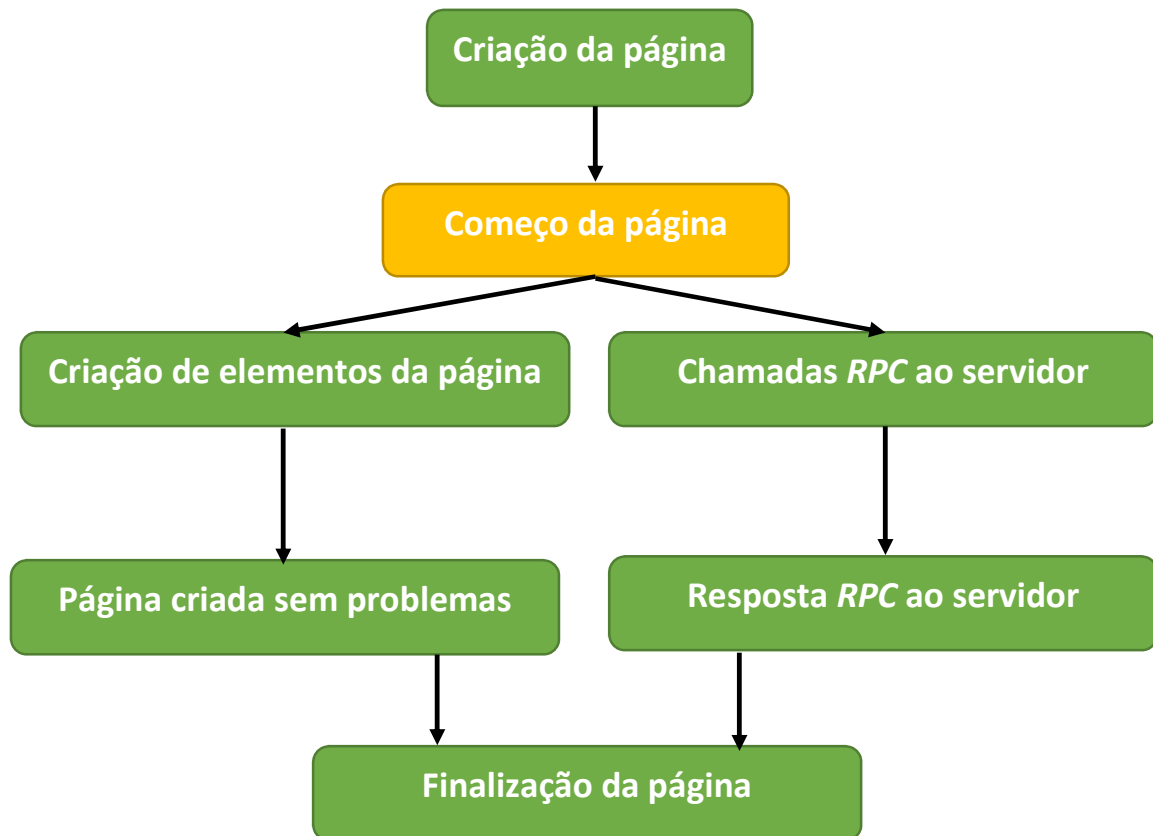 Criação da página
Começo da página
Criação de elementos da página
Chamadas RPC ao servidor
Página criada sem problemas
Resposta RPC ao servidor
Finalização da página